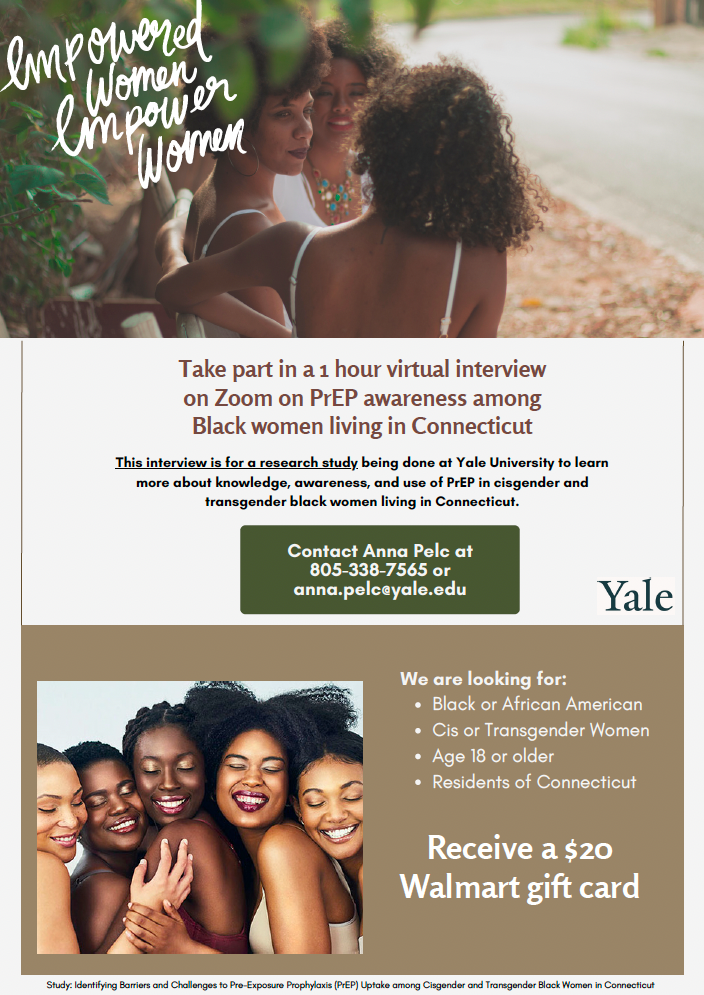 Empowered
Women
Empower
Women
Take part in a 1 hour virtual interview
on Zoom on PrEP awareness among
Black women living in Connecticut
This interview is for a research study being done at Yale University to learn
more about knowledge, awareness, and use of PrEP in cisgender and
transgender black women living in Connecticut.
Contact Anna Pelc at
805-338-7565 or
anna.pelc@yale.edu
Yale
We are looking for:
• Black or African American
• Cis or Transgender Women
• Age 18 or older
• Residents of Connecticut
Receive a $20
Walmart gift card
Study: Identifying Barriers and Challenges to Pre-Exposure Prophylaxis (PrEP) Uptake among Cisgender and Transgender Black Women in Connecticut